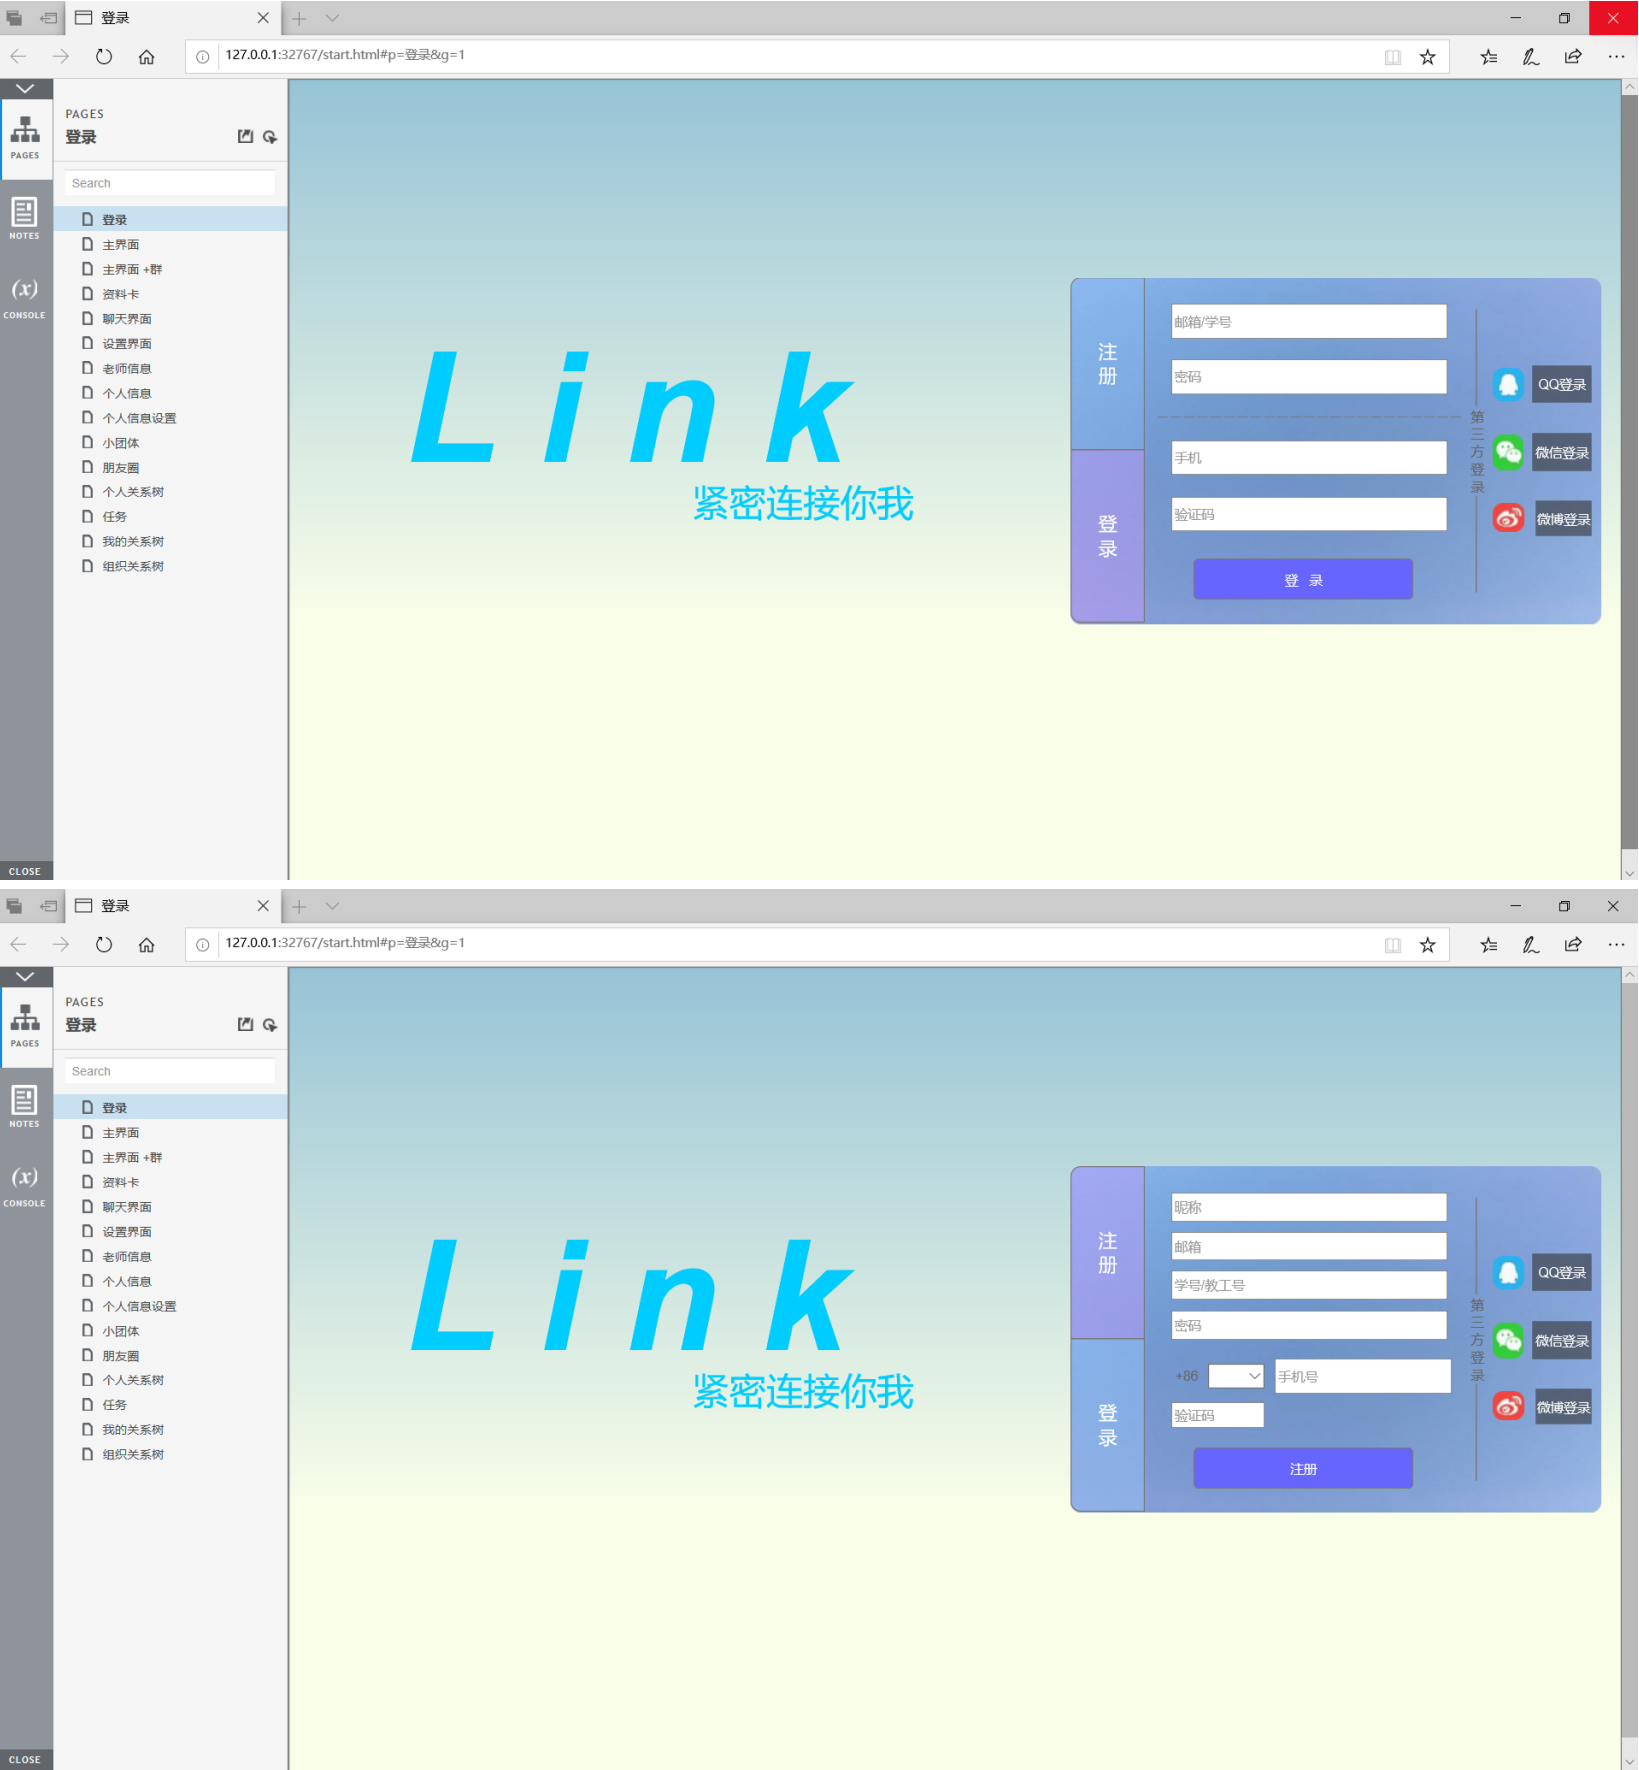 登录
127.0.0.1:32767/start.html#p=登录&g=1
PAGES
登录
PAGES
Search
NOTES
(x)
CONSOLE
登录
主界面
主界面 +群
资料卡
聊天界面
设置界面
老师信息
个人信息
个人信息设置
小团体
朋友圈
个人关系树
任务
我的关系树
组织关系树
CLOSE
Link
紧密连接你我
注册
登录
邮箱/学号
密码
手机
验证码
登 录
第三方登录
QQ登录
微信登录
微博登录
登录
127.0.0.1:32767/start.html#p=登录&g=1
PAGES
登录
PAGES
Search
NOTES
(x)
CONSOLE
登录
主界面
主界面 +群
资料卡
聊天界面
设置界面
老师信息
个人信息
个人信息设置
小团体
朋友圈
个人关系树
任务
我的关系树
组织关系树
CLOSE
Link
紧密连接你我
注册
登录
昵称
邮箱
学号/教工号
密码
+86
手机号
验证码
注册
第三方登录
QQ登录
微信登录
微博登录